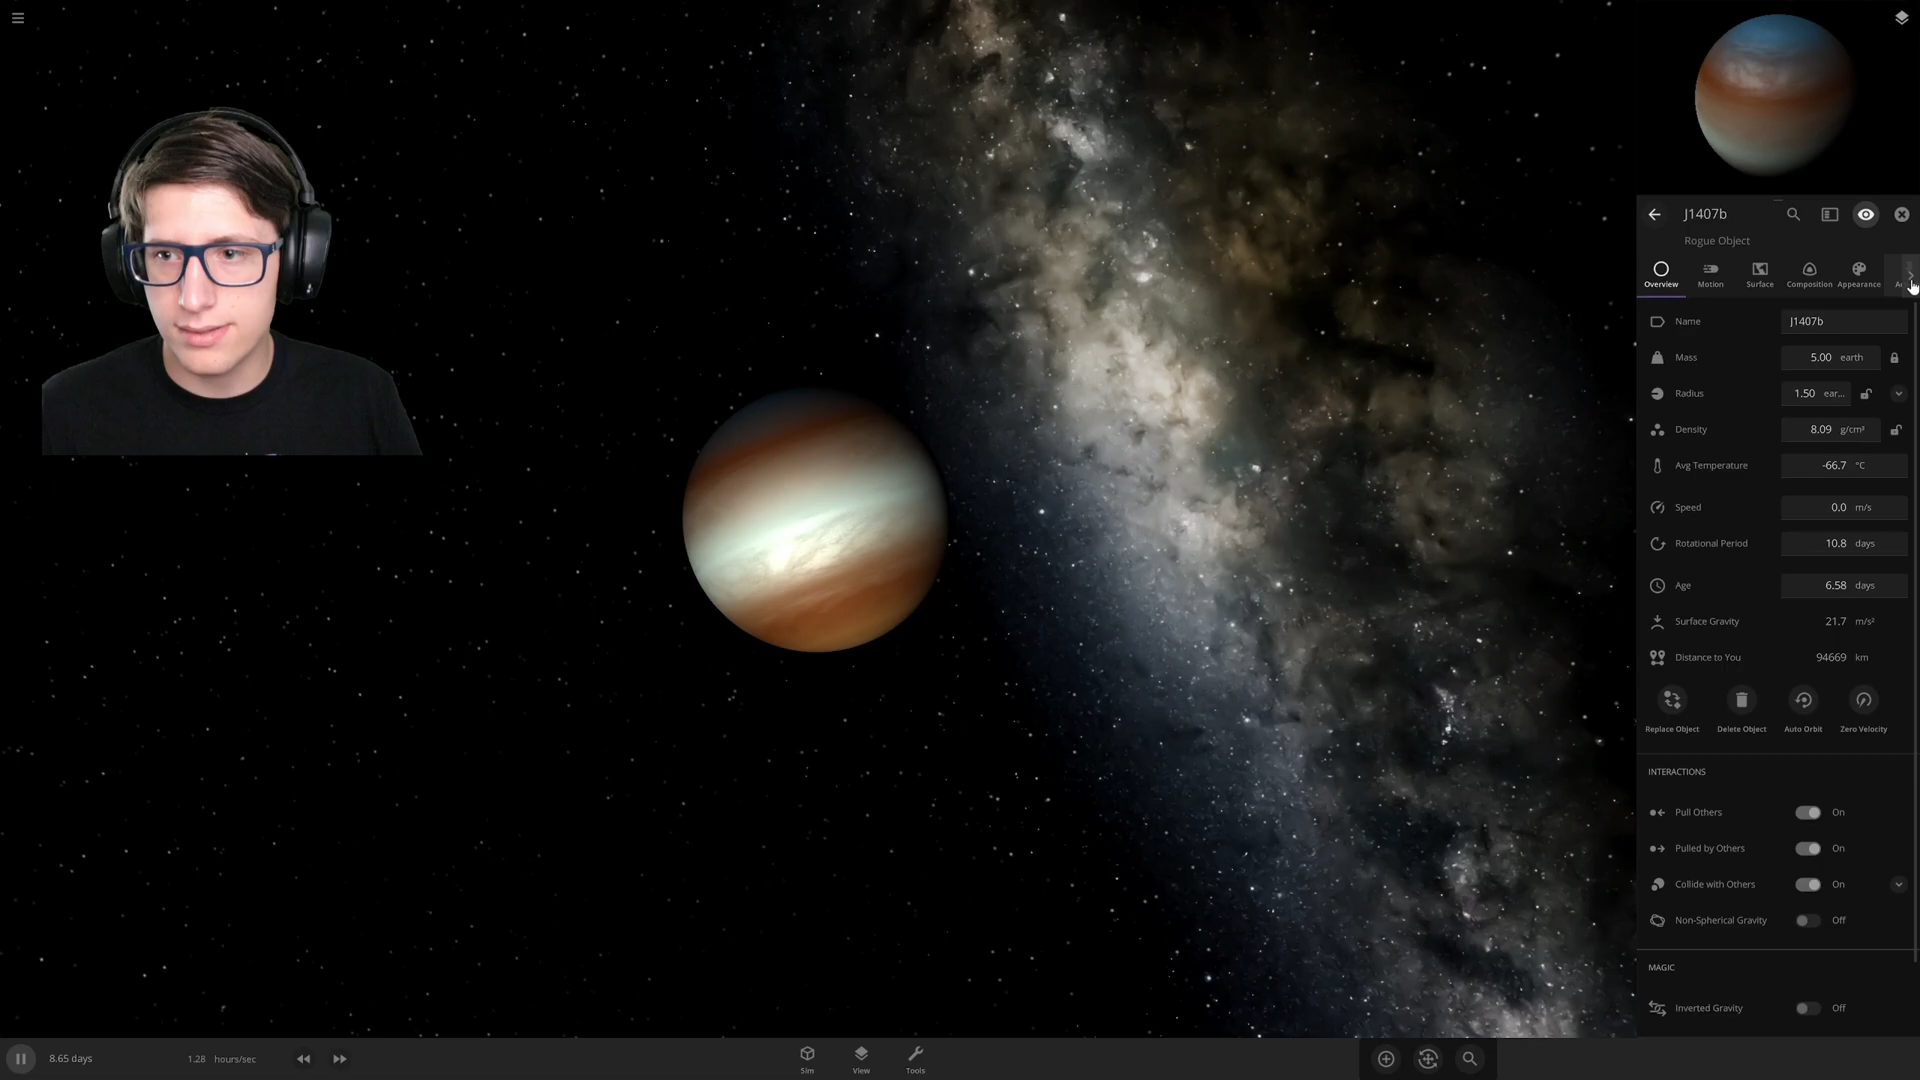 J1407b
Rogue Object
Overview
Motion
Surface
Composition
Appearance
Name J1407b
Mass 5.00 earth
Radius 1.50 ear...
Density 8.09 g/cm³
Avg Temperature -66.7 °C
Speed 0.0 m/s
Rotational Period 10.8 days
Age 6.58 days
Surface Gravity 21.7 m/s²
Distance to You 94669 km
Replace Object
Delete Object
Auto Orbit
Zero Velocity
INTERACTIONS
Pull Others On
Pulled by Others On
Collide with Others On
Non-Spherical Gravity Off
MAGIC
Inverted Gravity Off
8.65 days
1.28 hours/sec
Sim
View
Tools